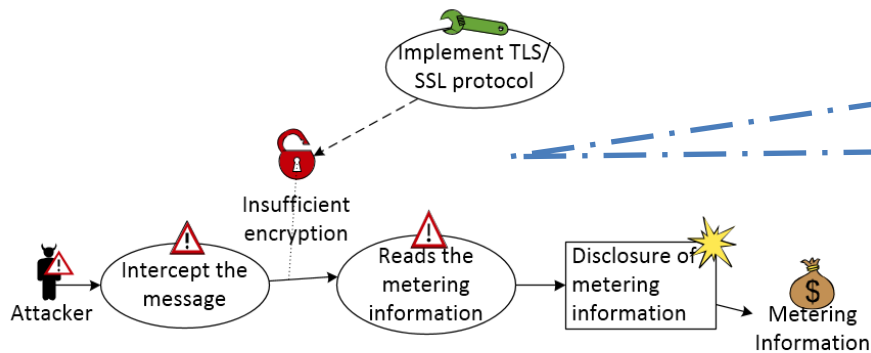 Implement TLS/
SSL protocol
Insufficient
encryption
Attacker
Intercept the
message
Reads the
metering
information
Disclosure of
metering
information
$
Metering
Information